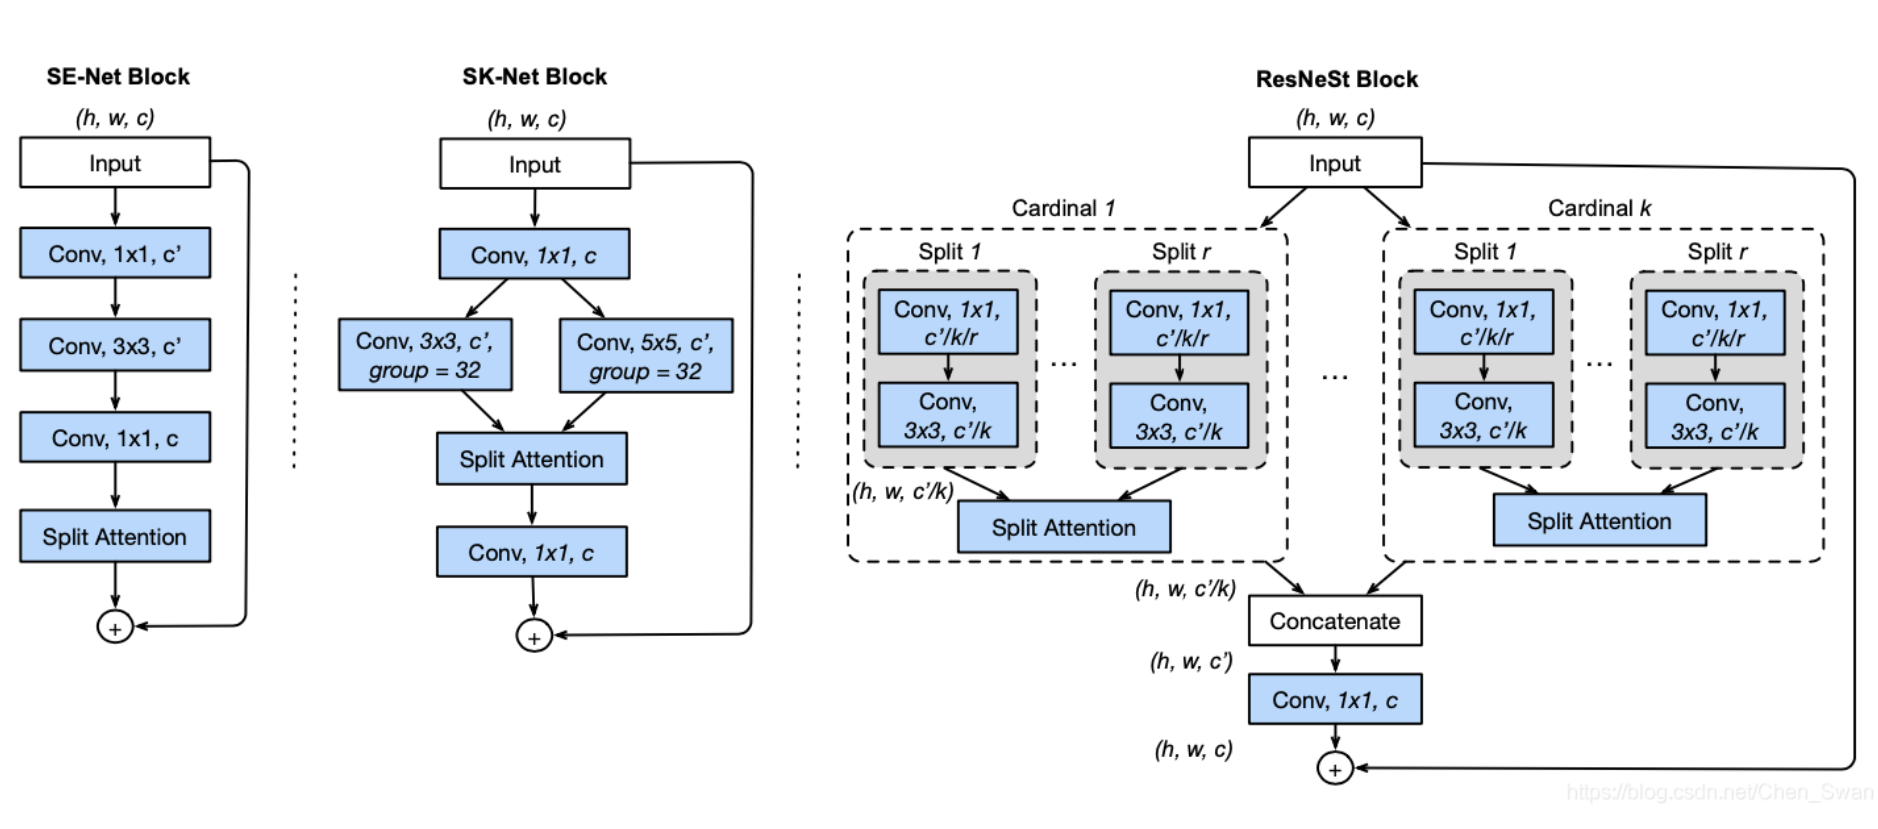 SE-Net Block
(h, w, c)
Input
Conv, 1x1, c’
Conv, 3x3, c’
Conv, 1x1, c
Split Attention
+
SK-Net Block
(h, w, c)
Input
Conv, 1x1, c
Conv, 3x3, c’,
group = 32
Conv, 5x5, c’,
group = 32
Split Attention
Conv, 1x1, c
+
ResNeSt Block
(h, w, c)
Input
Cardinal 1
Split 1
Conv, 1x1,
c’/k/r
Conv,
3x3, c’/k
...
Split r
Conv, 1x1,
c’/k/r
Conv,
3x3, c’/k
(h, w, c’/k)
Split Attention
...
Cardinal k
Split 1
Conv, 1x1,
c’/k/r
Conv,
3x3, c’/k
...
Split r
Conv, 1x1,
c’/k/r
Conv,
3x3, c’/k
Split Attention
(h, w, c’/k)
Concatenate
(h, w, c’)
Conv, 1x1, c
(h, w, c)
+
https://blog.csdn.net/Chen_Swan